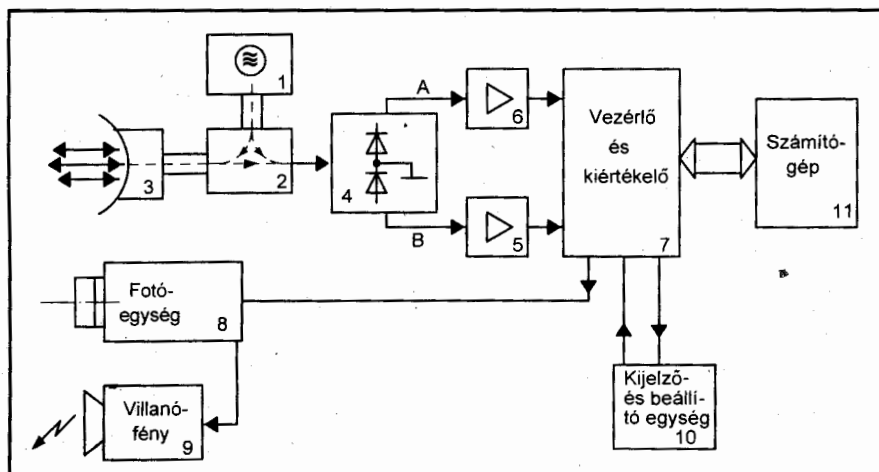 1
2
3
4
A
B
6
5
Vezérlő
és
kiértékelő
7
Számító-
gép
11
Fotó-
egység
8
Villanó-
fény
9
Kijelző-
és beállí-
tó egység
10